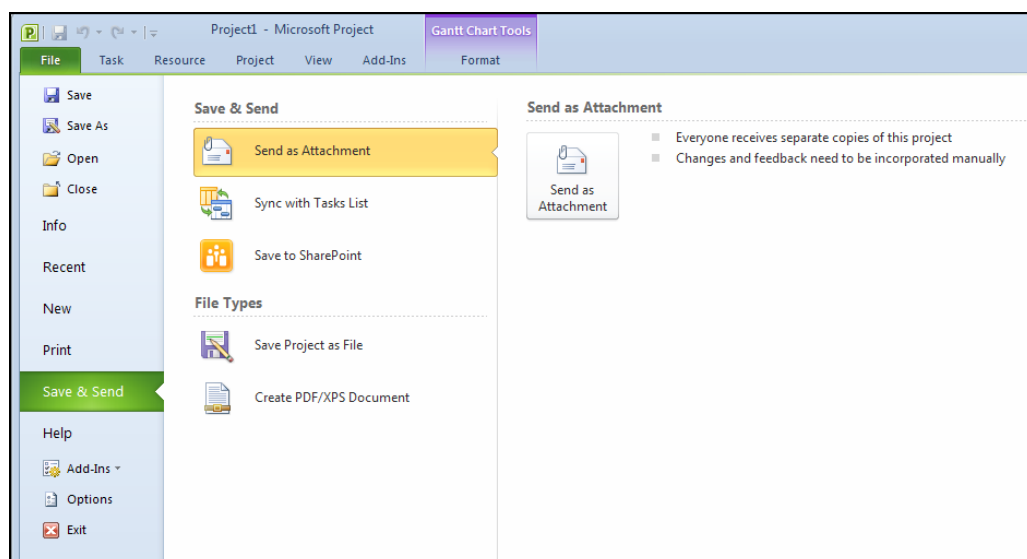 Project1 - Microsoft Project
Gantt Chart Tools
File
Task
Resource
Project
View
Add-Ins
Format
Save
Save As
Open
Close
Info
Recent
New
Print
Save & Send
Help
Add-Ins
Options
Exit
Save & Send
Send as Attachment
Sync with Tasks List
Save to SharePoint
File Types
Save Project as File
Create PDF/XPS Document
Send as Attachment
Send as
Attachment
Everyone receives separate copies of this project
Changes and feedback need to be incorporated manually